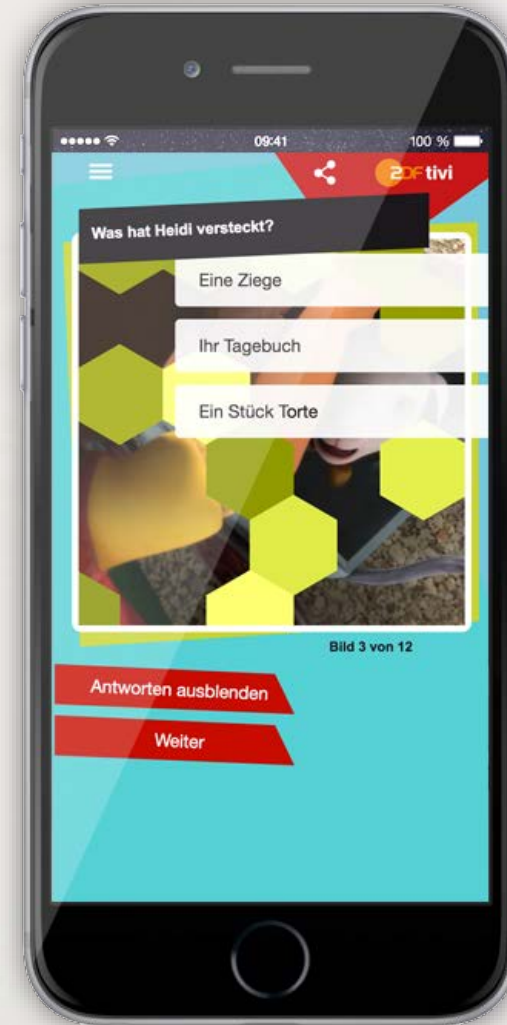 09:41
100 %
ZDFtivi
Was hat Heidi versteckt?
Eine Ziege
Ihr Tagebuch
Ein Stück Torte
Bild 3 von 12
Antworten ausblenden
Weiter